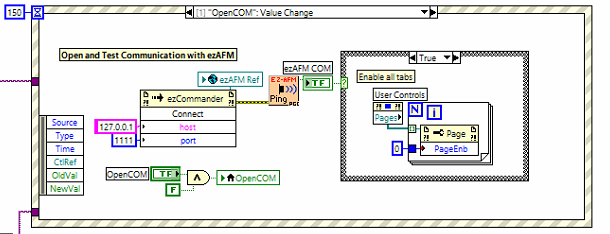 150
[1] "OpenCOM": Value Change
Open and Test Communication with ezAFM
ezAFM Ref
ezAFM COM
EZ-AFM
Ping
TF
?
True
Enable all tabs
User Controls
Pages
N
i
Page
PageEnb
0
ezCommander
Connect
host
port
127.0.0.1
1111
Source
Type
Time
CtlRef
OldVal
NewVal
OpenCOM
TF
F
∧
OpenCOM